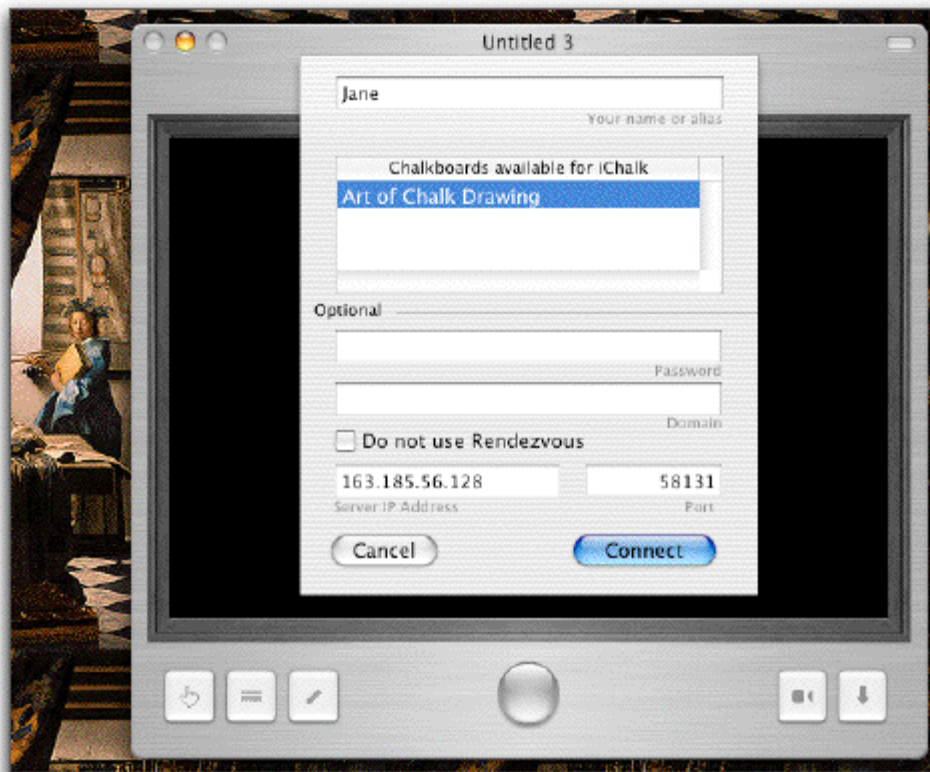 Untitled 3
Jane
Your name or alias
Chalkboards available for iChalk
Art of Chalk Drawing
Optional
Password
Domain
Do not use Rendezvous
163.185.56.128 58131
Server IP Address Port
Cancel Connect